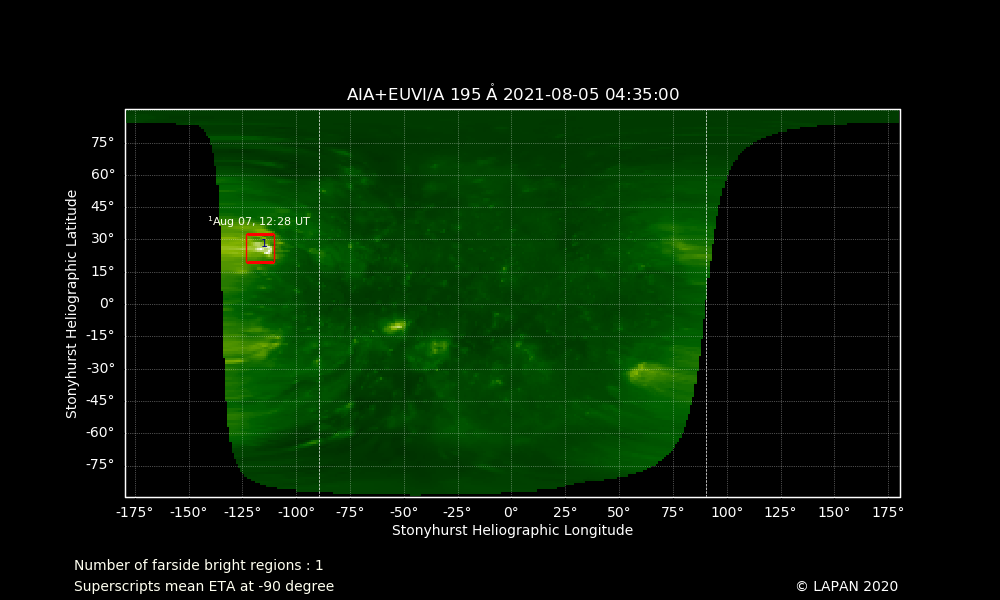 AIA+EUVI/A 195 Å 2021-08-05 04:35:00
75°
60°
45°
¹Aug 07, 12:28 UT
30°
1
15°
0°
-15°
-30°
-45°
-60°
-75°
Stonyhurst Heliographic Latitude
-175° -150° -125° -100° -75° -50° -25° 0° 25° 50° 75° 100° 125° 150° 175°
Stonyhurst Heliographic Longitude
Number of farside bright regions : 1
Superscripts mean ETA at -90 degree
© LAPAN 2020